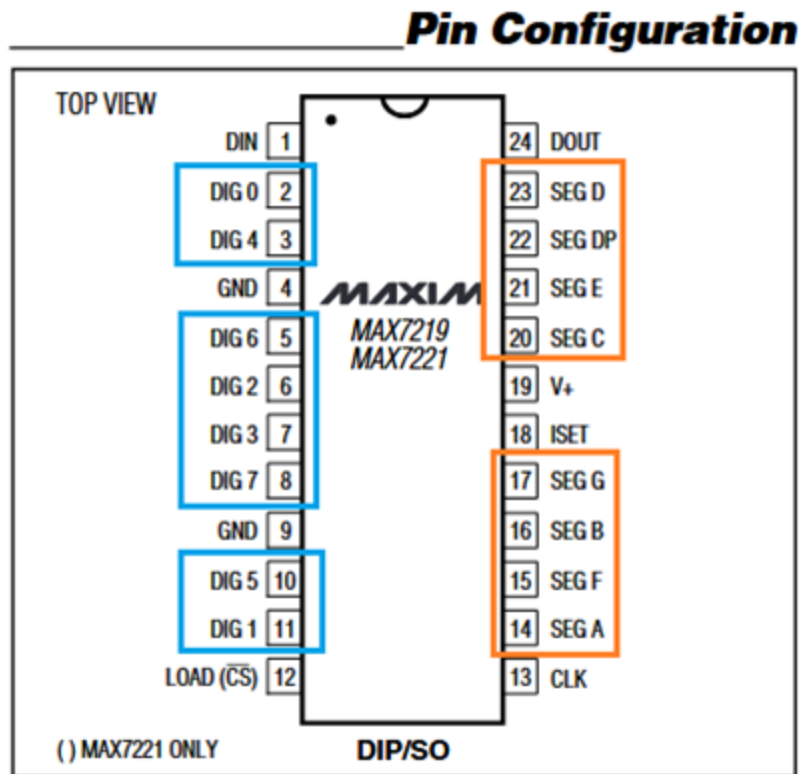 Pin Configuration
TOP VIEW
DIN 1
DIG 0 2
DIG 4 3
GND 4
DIG 6 5
DIG 2 6
DIG 3 7
DIG 7 8
GND 9
DIG 5 10
DIG 1 11
LOAD (C̅S̅) 12
MAXIM
MAX7219
MAX7221
24 DOUT
23 SEG D
22 SEG DP
21 SEG E
20 SEG C
19 V+
18 ISET
17 SEG G
16 SEG B
15 SEG F
14 SEG A
13 CLK
( ) MAX7221 ONLY
DIP/SO